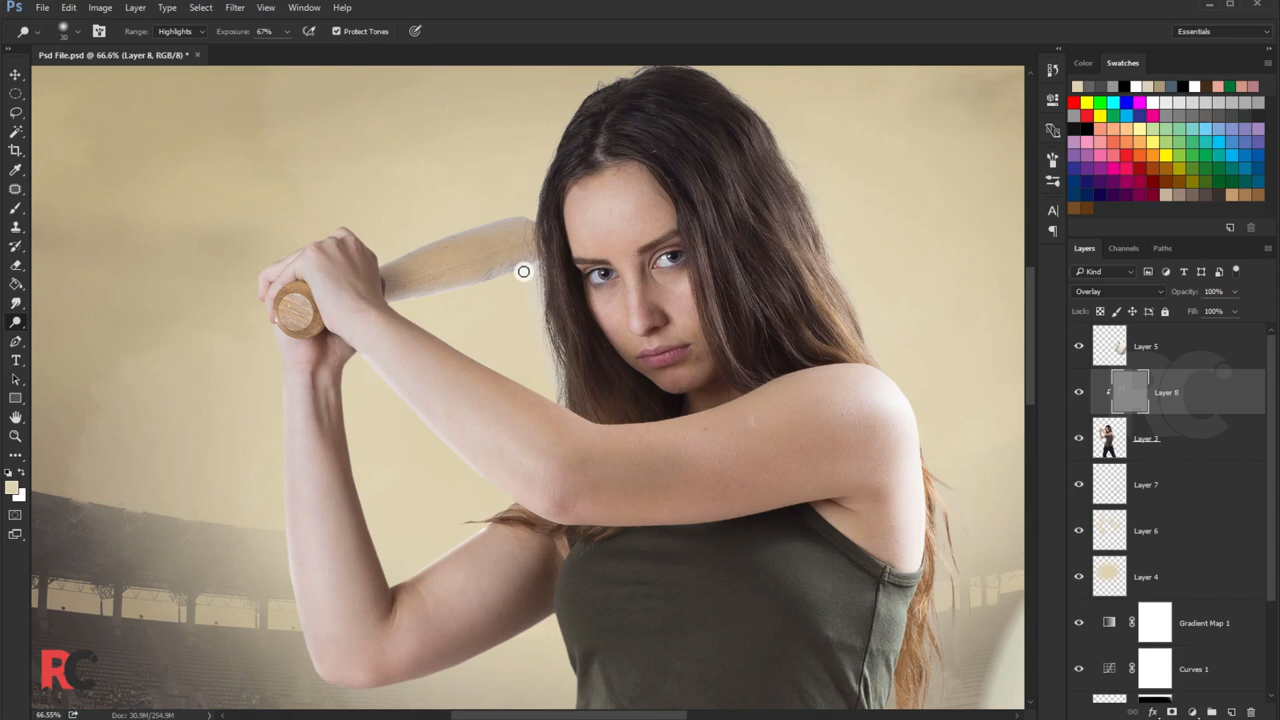 Ps File Edit Image Layer Type Select Filter View Window Help
30 Range: Highlights Exposure: 67% Protect Tones Essentials
Psd File.psd @ 66.6% (Layer 8, RGB/8) * ×
Color Swatches
Layers Channels Paths
Kind
Overlay Opacity: 100%
Lock: Fill: 100%
Layer 5
Layer 8
Layer 3
Layer 7
Layer 6
Layer 4
Gradient Map 1
Curves 1
RC
66.55% Doc: 30.9M/254.9M